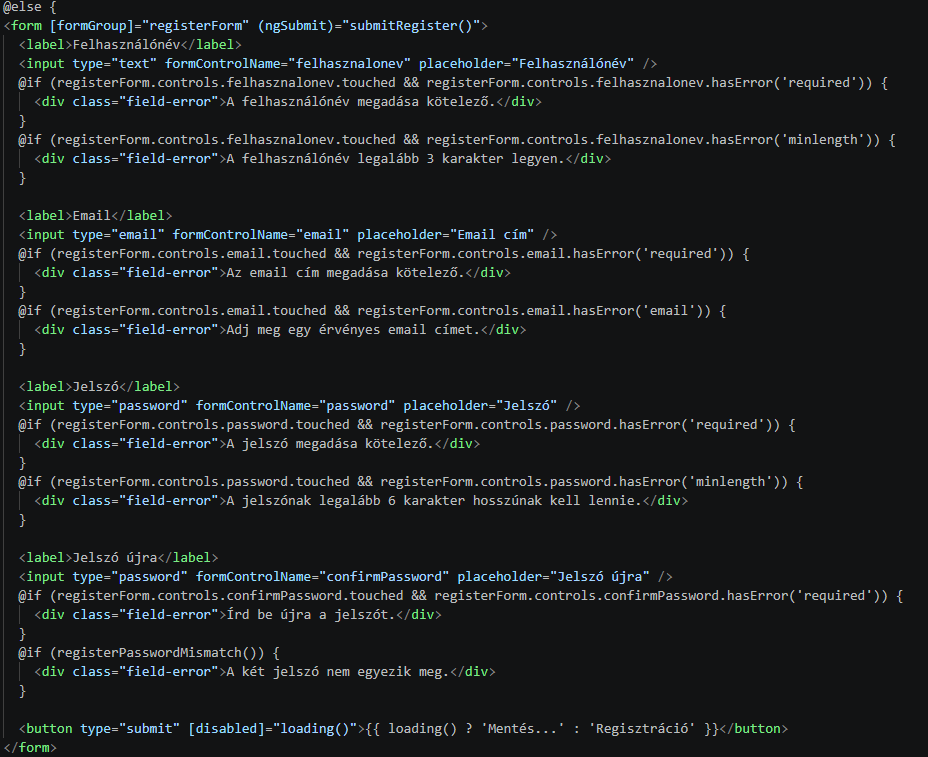 @else {
<form [formGroup]="registerForm" (ngSubmit)="submitRegister()">
  <label>Felhasználónév</label>
  <input type="text" formControlName="felhasznalonev" placeholder="Felhasználónév" />
  @if (registerForm.controls.felhasznalonev.touched && registerForm.controls.felhasznalonev.hasError('required')) {
    <div class="field-error">A felhasználónév megadása kötelező.</div>
  }
  @if (registerForm.controls.felhasznalonev.touched && registerForm.controls.felhasznalonev.hasError('minlength')) {
    <div class="field-error">A felhasználónév legalább 3 karakter legyen.</div>
  }

  <label>Email</label>
  <input type="email" formControlName="email" placeholder="Email cím" />
  @if (registerForm.controls.email.touched && registerForm.controls.email.hasError('required')) {
    <div class="field-error">Az email cím megadása kötelező.</div>
  }
  @if (registerForm.controls.email.touched && registerForm.controls.email.hasError('email')) {
    <div class="field-error">Adj meg egy érvényes email címet.</div>
  }

  <label>Jelszó</label>
  <input type="password" formControlName="password" placeholder="Jelszó" />
  @if (registerForm.controls.password.touched && registerForm.controls.password.hasError('required')) {
    <div class="field-error">A jelszó megadása kötelező.</div>
  }
  @if (registerForm.controls.password.touched && registerForm.controls.password.hasError('minlength')) {
    <div class="field-error">A jelszónak legalább 6 karakter hosszúnak kell lennie.</div>
  }

  <label>Jelszó újra</label>
  <input type="password" formControlName="confirmPassword" placeholder="Jelszó újra" />
  @if (registerForm.controls.confirmPassword.touched && registerForm.controls.confirmPassword.hasError('required')) {
    <div class="field-error">Írd be újra a jelszót.</div>
  }
  @if (registerPasswordMismatch()) {
    <div class="field-error">A két jelszó nem egyezik meg.</div>
  }

  <button type="submit" [disabled]="loading()">{{ loading() ? 'Mentés...' : 'Regisztráció' }}</button>
</form>